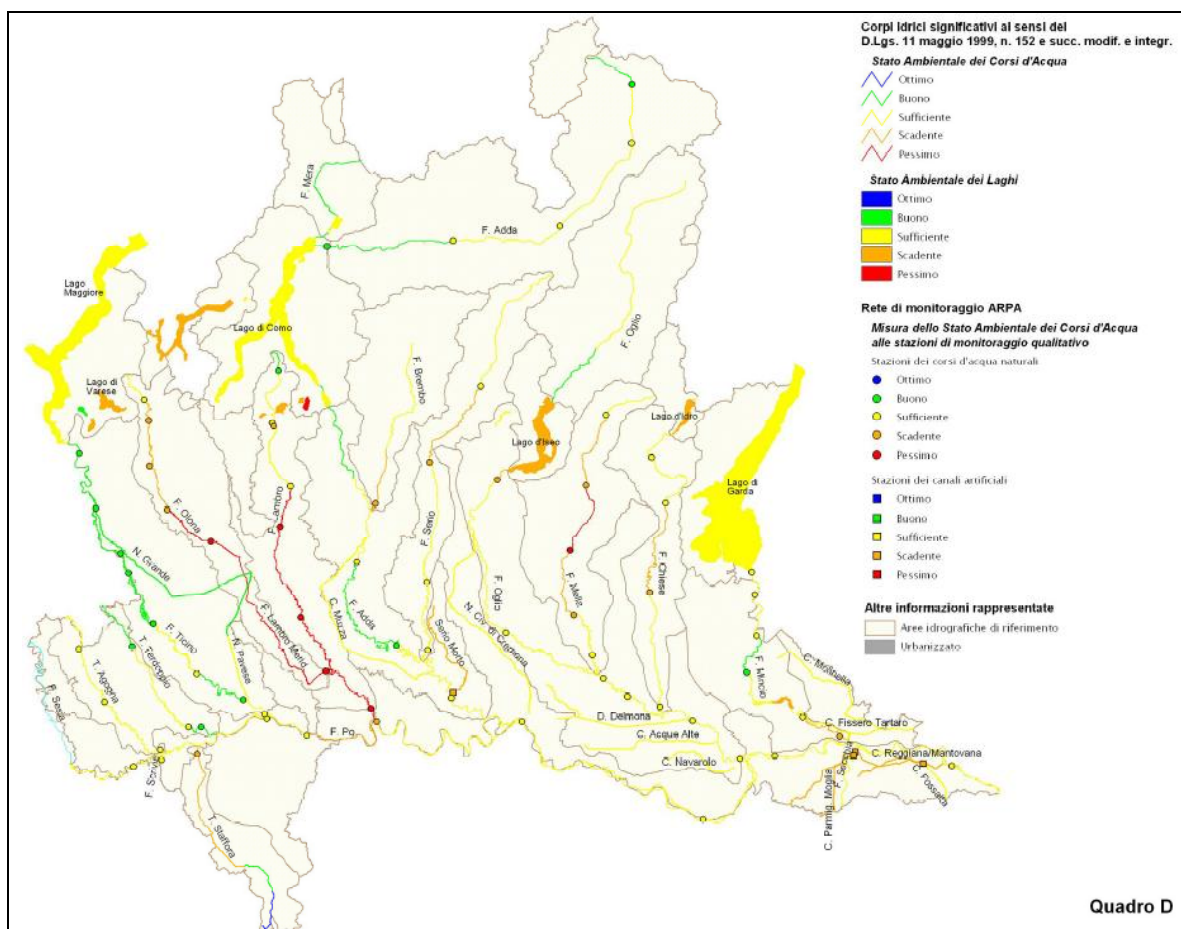 Corpi idrici significativi ai sensi del
D.Lgs. 11 maggio 1999, n. 152 e succ. modif. e integr.
Stato Ambientale dei Corsi d'Acqua
Ottimo
Buono
Sufficiente
Scadente
Pessimo
Stato Ambientale dei Laghi
Ottimo
Buono
Sufficiente
Scadente
Pessimo
Rete di monitoraggio ARPA
Misura dello Stato Ambientale dei Corsi d'Acqua
alle stazioni di monitoraggio qualitativo
Stazioni dei corsi d'acqua naturali
Ottimo
Buono
Sufficiente
Scadente
Pessimo
Stazioni dei canali artificiali
Ottimo
Buono
Sufficiente
Scadente
Pessimo
Altre informazioni rappresentate
Aree idrografiche di riferimento
Urbanizzato
F. Mera
F. Adda
Lago
Maggiore
Lago di Como
F. Oglio
F. Brembo
Lago di
Varese
Lago d'Idro
Lago d'Iseo
Lago di
Garda
F. Olona
F. Lambro
F. Serio
N. Grande
F. Chiese
F. Oglio
F. Mella
F. Adda
C. Muzza
F. Lambro Merid.
N. Civ. di Cremona
Serio Morto
F. Ticino
N. Pavese
T. Terdoppio
T. Agogna
F. Sesia
F. Mincio
C. Molinella
D. Delmona
C. Fissero Tartaro
F. Po
C. Acque Alte
C. Navarolo
F. Secchia
C. Reggiana/Mantovana
C. Fossalta
F. Scrivia
C. Parmig. Moglia
T. Staffora
Quadro D